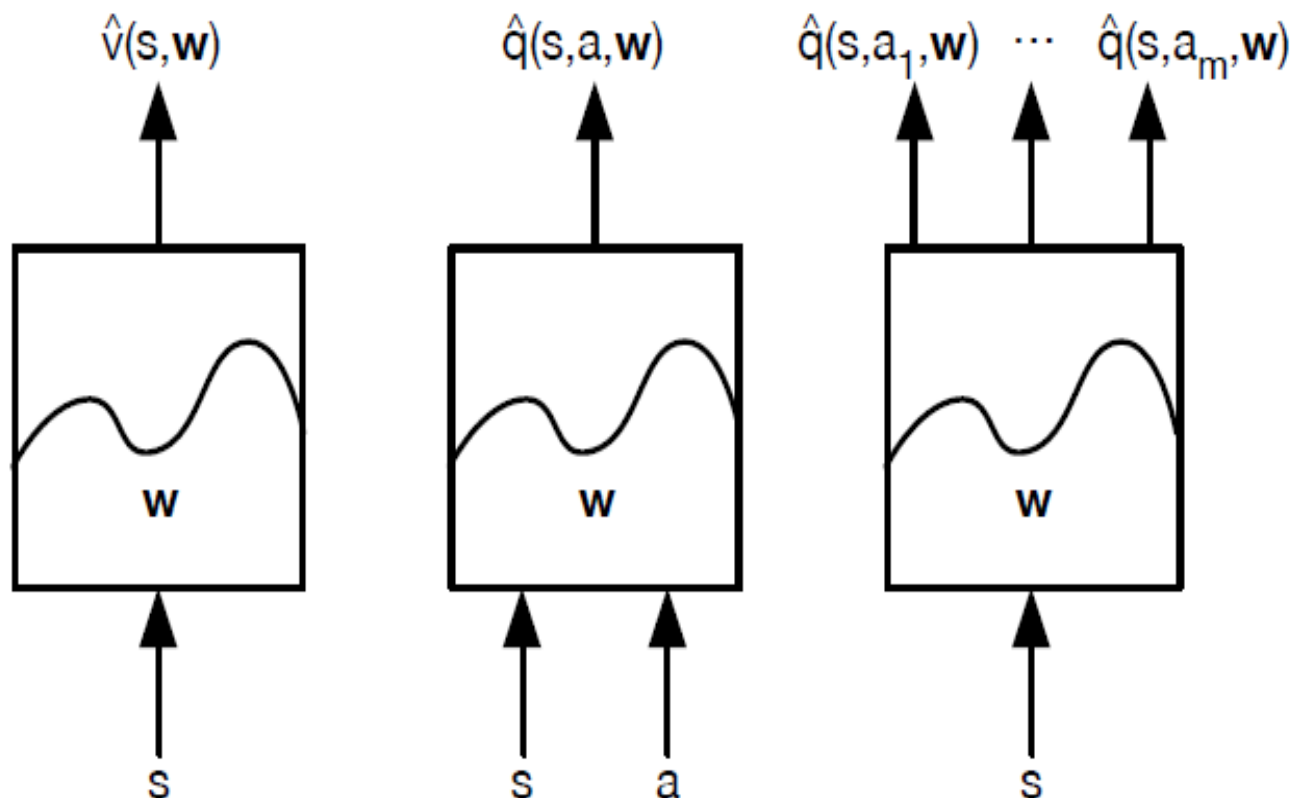 v̂(s,w) q̂(s,a,w) q̂(s,a₁,w) ... q̂(s,aₘ,w)
w w w
s s a s